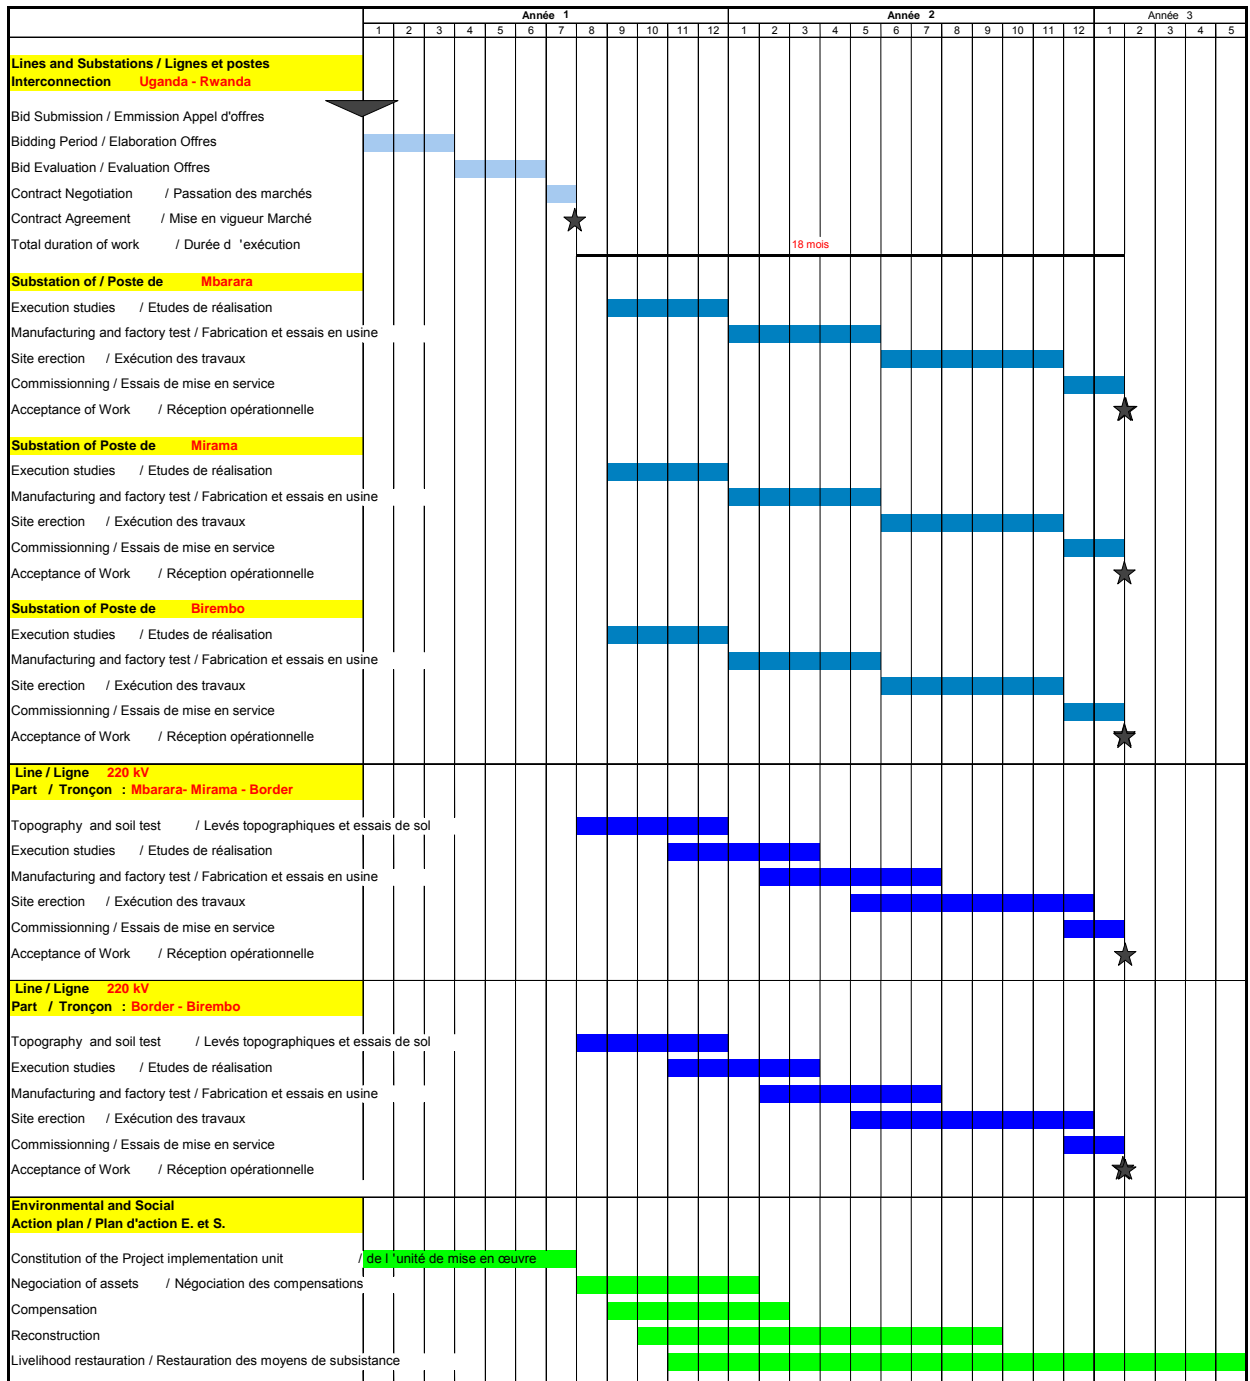 Année 1 Année 2 Année 3
1 2 3 4 5 6 7 8 9 10 11 12 1 2 3 4 5 6 7 8 9 10 11 12 1 2 3 4 5
Lines and Substations / Lignes et postes
Interconnection Uganda - Rwanda
Bid Submission / Emmission Appel d'offres
Bidding Period / Elaboration Offres
Bid Evaluation / Evaluation Offres
Contract Negotiation / Passation des marchés
Contract Agreement / Mise en vigueur Marché
Total duration of work / Durée d 'exécution 18 mois
Substation of / Poste de Mbarara
Execution studies / Etudes de réalisation
Manufacturing and factory test / Fabrication et essais en usine
Site erection / Exécution des travaux
Commissionning / Essais de mise en service
Acceptance of Work / Réception opérationnelle
Substation of Poste de Mirama
Execution studies / Etudes de réalisation
Manufacturing and factory test / Fabrication et essais en usine
Site erection / Exécution des travaux
Commissionning / Essais de mise en service
Acceptance of Work / Réception opérationnelle
Substation of Poste de Birembo
Execution studies / Etudes de réalisation
Manufacturing and factory test / Fabrication et essais en usine
Site erection / Exécution des travaux
Commissionning / Essais de mise en service
Acceptance of Work / Réception opérationnelle
Line / Ligne 220 kV
Part / Tronçon : Mbarara- Mirama - Border
Topography and soil test / Levés topographiques et essais de sol
Execution studies / Etudes de réalisation
Manufacturing and factory test / Fabrication et essais en usine
Site erection / Exécution des travaux
Commissionning / Essais de mise en service
Acceptance of Work / Réception opérationnelle
Line / Ligne 220 kV
Part / Tronçon : Border - Birembo
Topography and soil test / Levés topographiques et essais de sol
Execution studies / Etudes de réalisation
Manufacturing and factory test / Fabrication et essais en usine
Site erection / Exécution des travaux
Commissionning / Essais de mise en service
Acceptance of Work / Réception opérationnelle
Environmental and Social
Action plan / Plan d'action E. et S.
Constitution of the Project implementation unit / de l 'unité de mise en œuvre
Negociation of assets / Négociation des compensations
Compensation
Reconstruction
Livelihood restauration / Restauration des moyens de subsistance